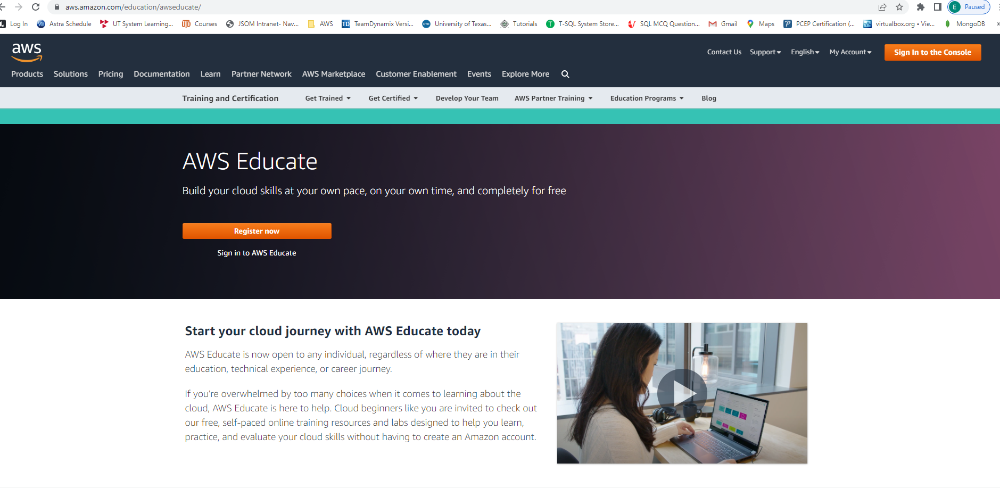 aws.amazon.com/education/awseducate/
E Paused
Log In Astra Schedule UT System Learning... Courses JSOM Intranet- Nav... AWS TD TeamDynamix Versi... University of Texas... Tutorials T T-SQL System Store... SQL MCQ Question... Gmail Maps PCEP Certification (... virtualbox.org • Vie... MongoDB »
aws
Contact Us Support English My Account Sign In to the Console
Products Solutions Pricing Documentation Learn Partner Network AWS Marketplace Customer Enablement Events Explore More
Training and Certification Get Trained Get Certified Develop Your Team AWS Partner Training Education Programs Blog
AWS Educate
Build your cloud skills at your own pace, on your own time, and completely for free
Register now
Sign in to AWS Educate
Start your cloud journey with AWS Educate today
AWS Educate is now open to any individual, regardless of where they are in their
education, technical experience, or career journey.
If you're overwhelmed by too many choices when it comes to learning about the
cloud, AWS Educate is here to help. Cloud beginners like you are invited to check out
our free, self-paced online training resources and labs designed to help you learn,
practice, and evaluate your cloud skills without having to create an Amazon account.